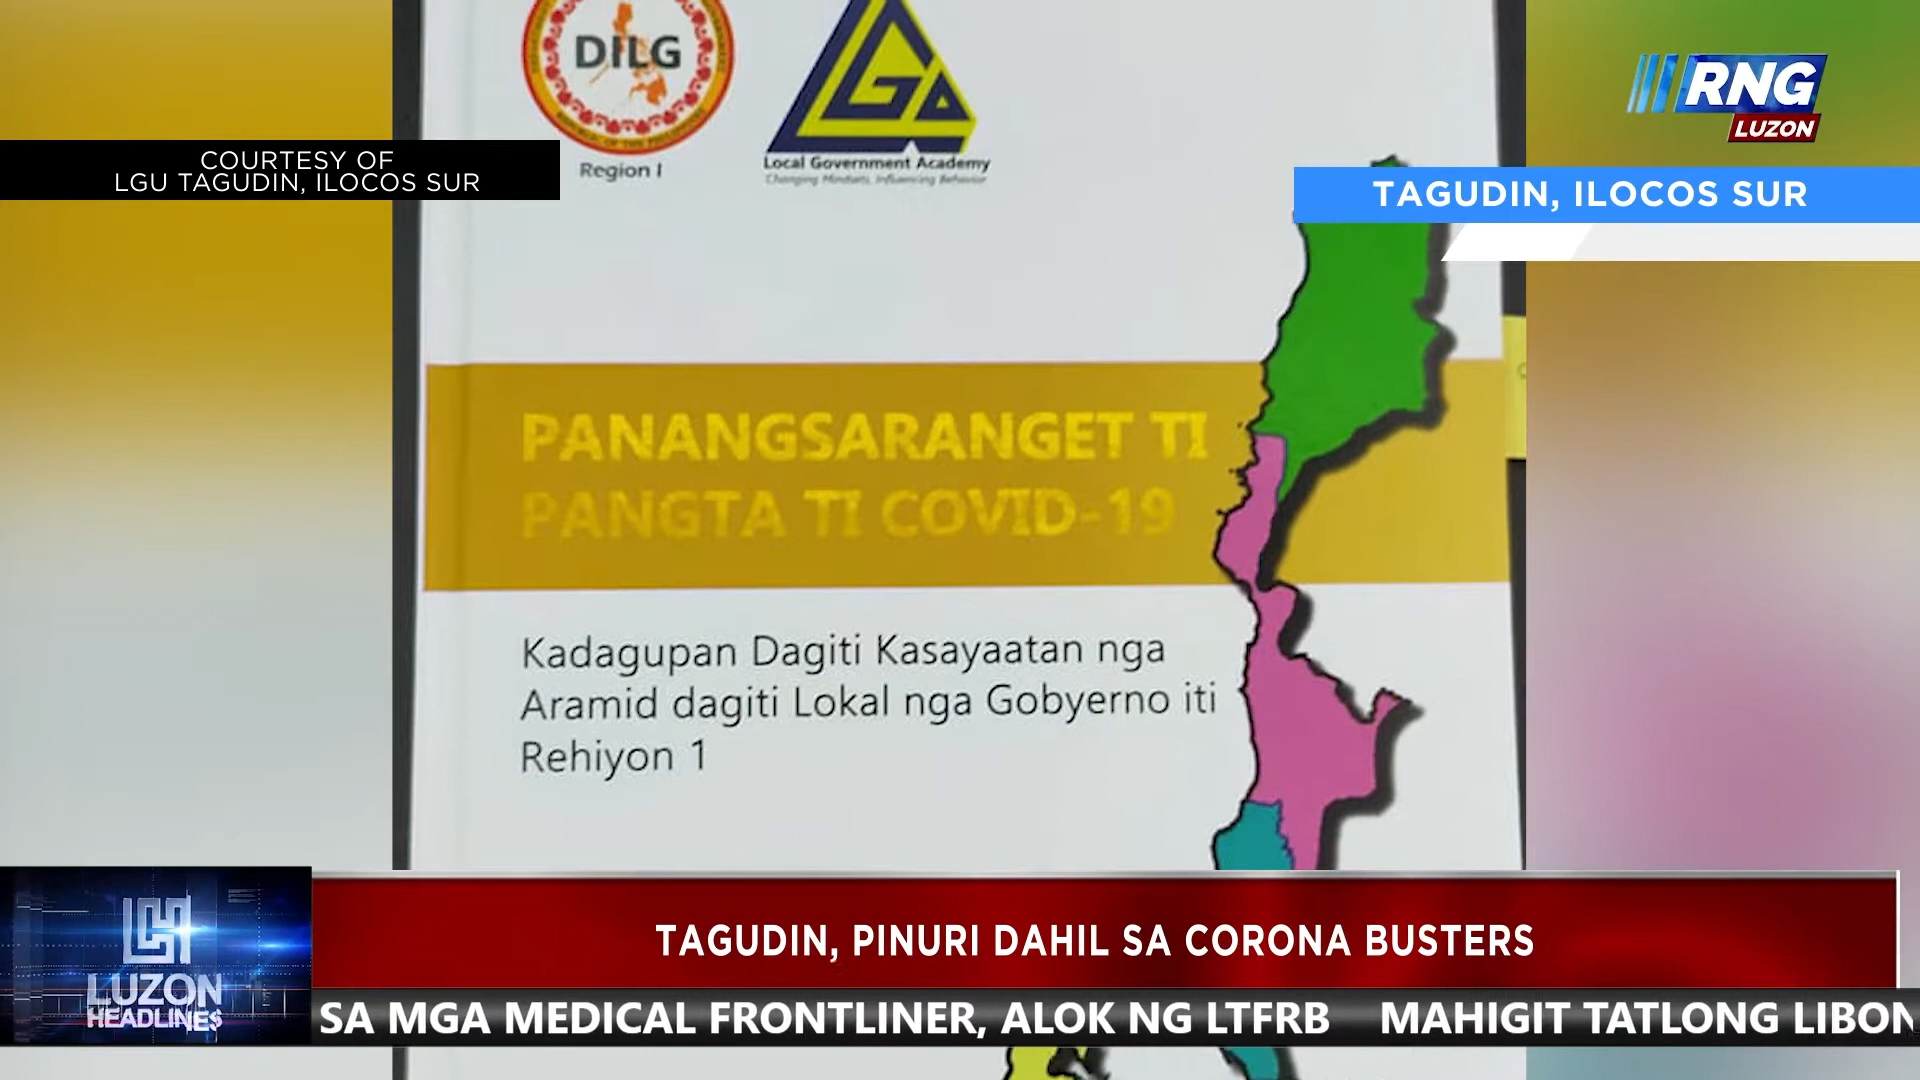 DILG
Region I
LGA
Local Government Academy
Changing Mindsets, Influencing Behavior
RNG
LUZON
COURTESY OF
LGU TAGUDIN, ILOCOS SUR
TAGUDIN, ILOCOS SUR
PANANGSARANGET TI
PANGTA TI COVID-19
Kadagupan Dagiti Kasayaatan nga
Aramid dagiti Lokal nga Gobyerno iti
Rehiyon 1
TAGUDIN, PINURI DAHIL SA CORONA BUSTERS
LUZON
HEADLINES
SA MGA MEDICAL FRONTLINER, ALOK NG LTFRB MAHIGIT TATLONG LIBON